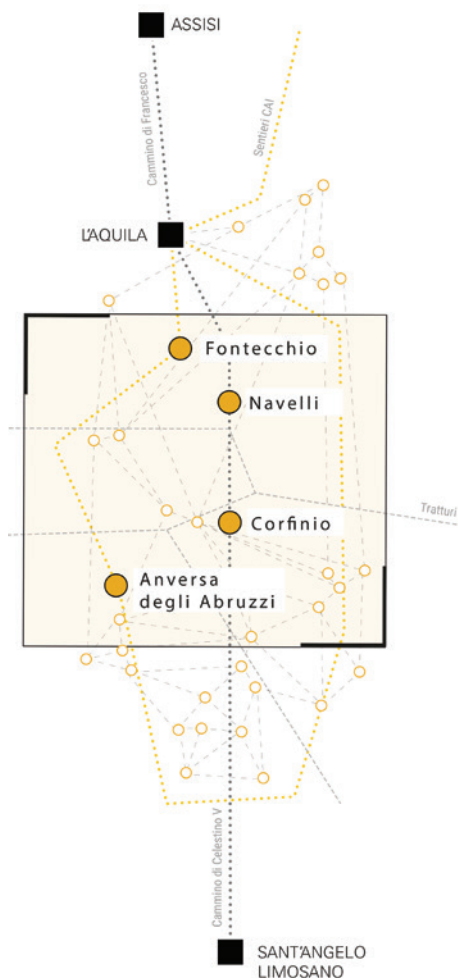 ASSISI
Cammino di Francesco
Sentieri CAI
L'AQUILA
Fontecchio
Navelli
Tratturi
Corfinio
Anversa
degli Abruzzi
Cammino di Celestino V
SANT'ANGELO
LIMOSANO